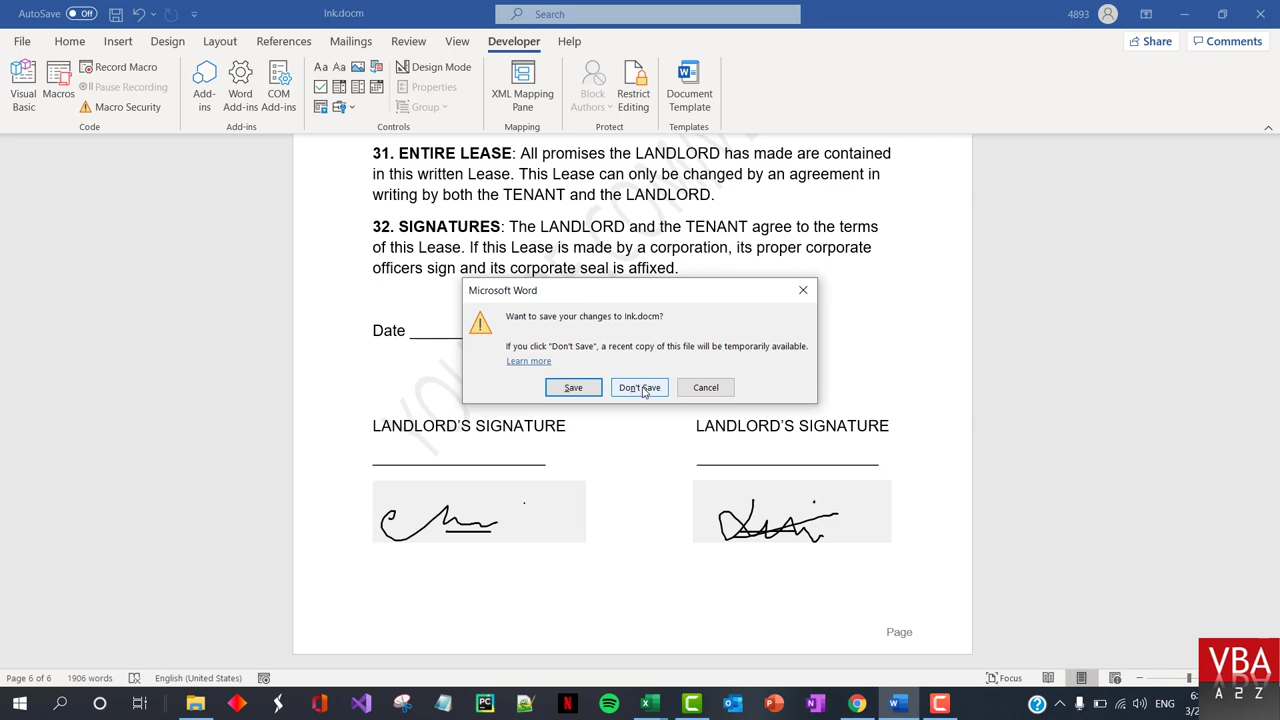 AutoSave Off
Ink.docm
Search
4893
File Home Insert Design Layout References Mailings Review View Developer Help
Share Comments
Visual Basic
Macros
Record Macro
Pause Recording
Macro Security
Code
Add-ins
Word Add-ins
COM Add-ins
Add-ins
Aa Aa
Design Mode
Properties
Group
Controls
XML Mapping Pane
Mapping
Block Authors
Restrict Editing
Protect
Document Template
Templates
31. ENTIRE LEASE: All promises the LANDLORD has made are contained
in this written Lease. This Lease can only be changed by an agreement in
writing by both the TENANT and the LANDLORD.
32. SIGNATURES: The LANDLORD and the TENANT agree to the terms
of this Lease. If this Lease is made by a corporation, its proper corporate
officers sign and its corporate seal is affixed.
Microsoft Word
Want to save your changes to Ink.docm?
If you click "Don't Save", a recent copy of this file will be temporarily available.
Learn more
Save Don't Save Cancel
Date
LANDLORD'S SIGNATURE LANDLORD'S SIGNATURE
Page
Page 6 of 6 1906 words English (United States) Focus
VBA
A 2 Z
ENG